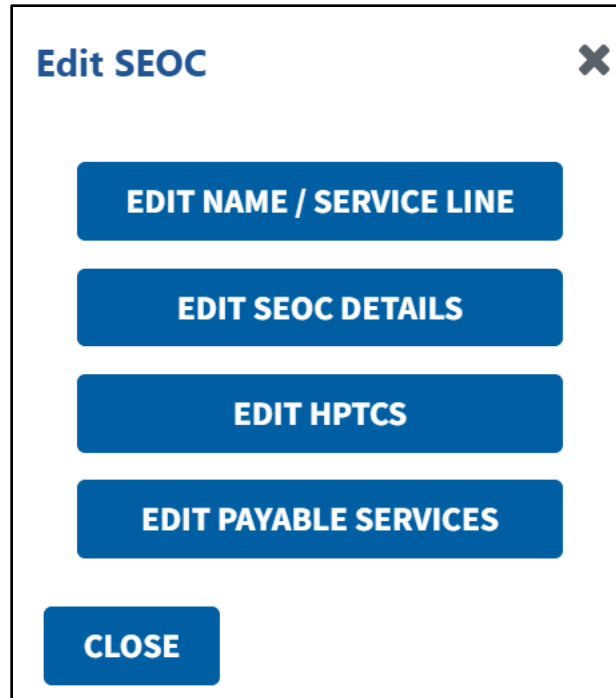 Edit SEOC
EDIT NAME / SERVICE LINE
EDIT SEOC DETAILS
EDIT HPTCS
EDIT PAYABLE SERVICES
CLOSE